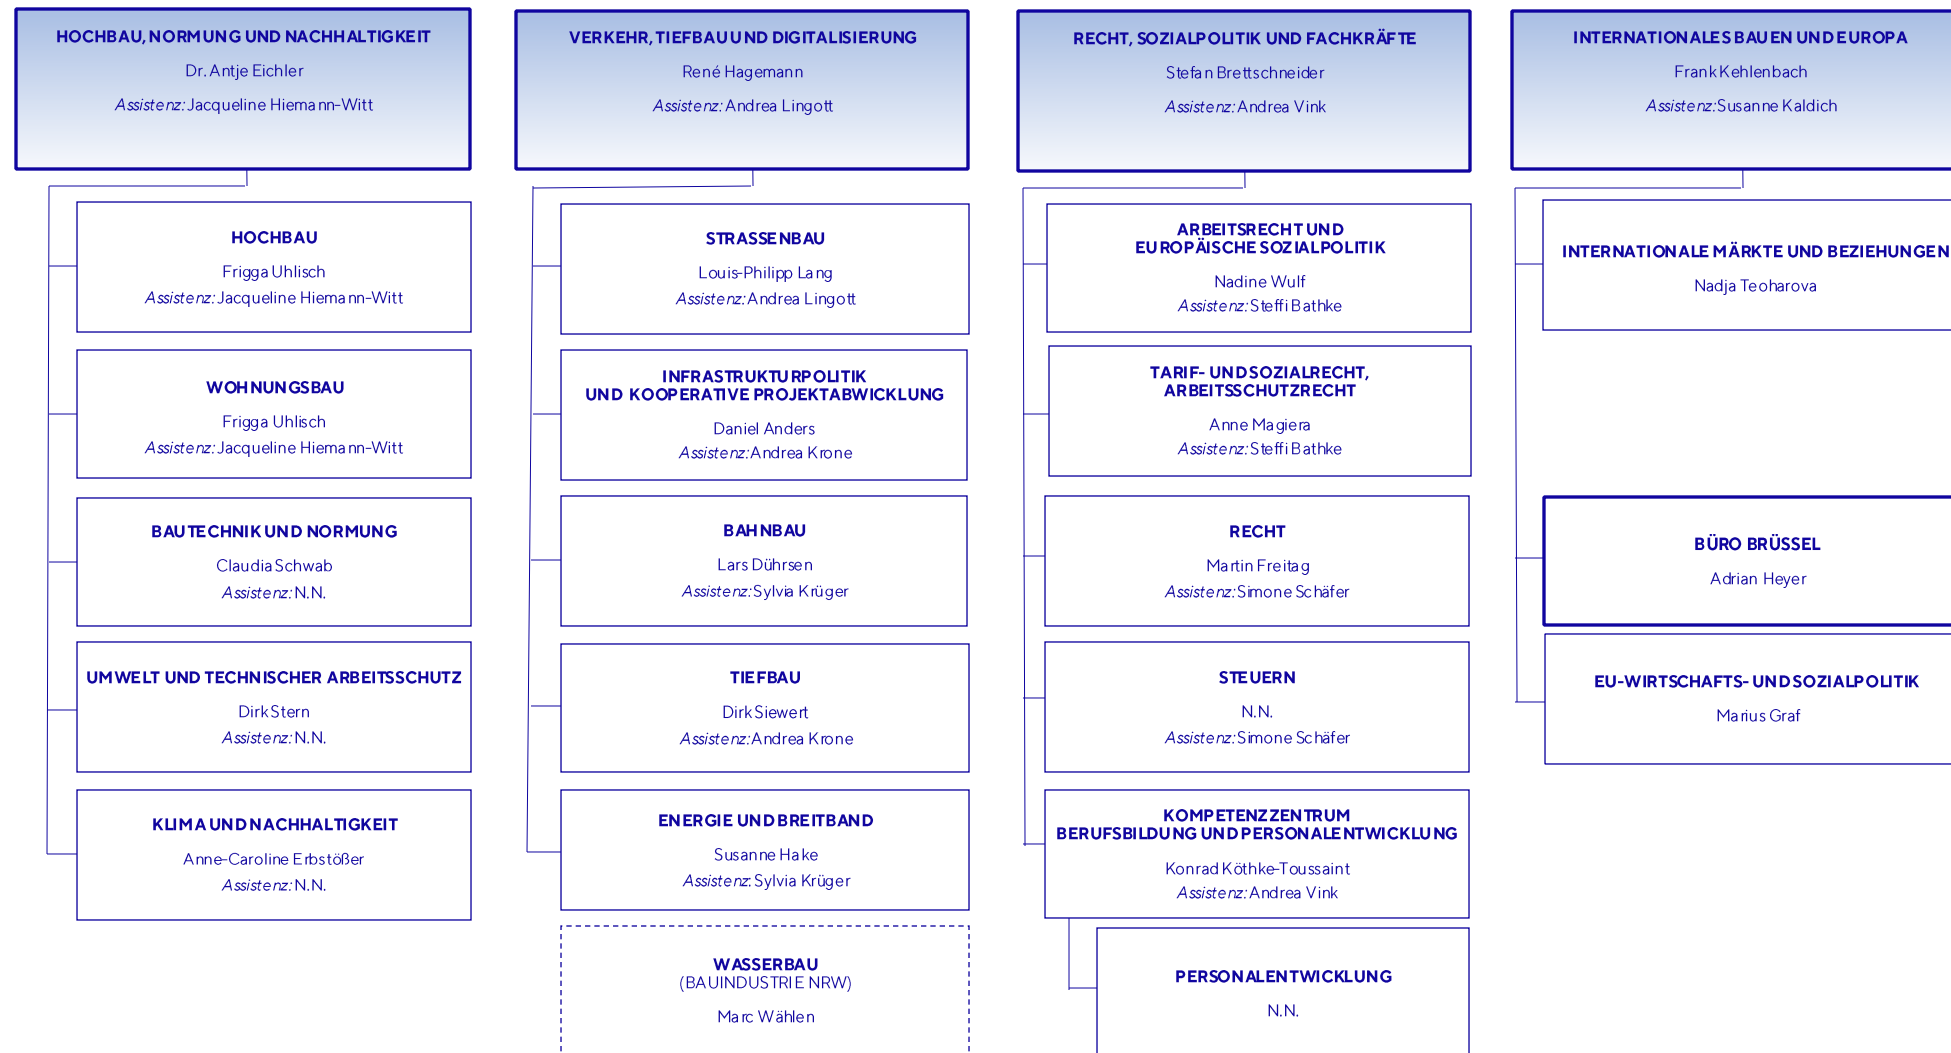 HOCHBAU, NORMUNG UND NACHHALTIGKEIT
Dr. Antje Eichler
Assistenz: Jacqueline Hiemann-Witt
HOCHBAU
Frigga Uhlisch
Assistenz: Jacqueline Hiemann-Witt
WOHNUNGSBAU
Frigga Uhlisch
Assistenz: Jacqueline Hiemann-Witt
BAUTECHNIK UND NORMUNG
Claudia Schwab
Assistenz: N.N.
UMWELT UND TECHNISCHER ARBEITSSCHUTZ
Dirk Stern
Assistenz: N.N.
KLIMA UND NACHHALTIGKEIT
Anne-Caroline Erbstößer
Assistenz: N.N.
VERKEHR, TIEFBAU UND DIGITALISIERUNG
René Hagemann
Assistenz: Andrea Lingott
STRASSENBAU
Louis-Philipp Lang
Assistenz: Andrea Lingott
INFRASTRUKTURPOLITIK
UND KOOPERATIVE PROJEKTABWICKLUNG
Daniel Anders
Assistenz: Andrea Krone
BAHNBAU
Lars Dührsen
Assistenz: Sylvia Krüger
TIEFBAU
Dirk Siewert
Assistenz: Andrea Krone
ENERGIE UND BREITBAND
Susanne Hake
Assistenz: Sylvia Krüger
WASSERBAU
(BAUINDUSTRIE NRW)
Marc Wählen
RECHT, SOZIALPOLITIK UND FACHKRÄFTE
Stefan Brettschneider
Assistenz: Andrea Vink
ARBEITSRECHT UND
EUROPÄISCHE SOZIALPOLITIK
Nadine Wulf
Assistenz: Steffi Bathke
TARIF- UND SOZIALRECHT,
ARBEITSSCHUTZRECHT
Anne Magiera
Assistenz: Steffi Bathke
RECHT
Martin Freitag
Assistenz: Simone Schäfer
STEUERN
N.N.
Assistenz: Simone Schäfer
KOMPETENZZENTRUM
BERUFSBILDUNG UND PERSONALENTWICKLUNG
Konrad Köthke-Toussaint
Assistenz: Andrea Vink
PERSONALENTWICKLUNG
N.N.
INTERNATIONALES BAUEN UND EUROPA
Frank Kehlenbach
Assistenz: Susanne Kaldich
INTERNATIONALE MÄRKTE UND BEZIEHUNGEN
Nadja Teoharova
BÜRO BRÜSSEL
Adrian Heyer
EU-WIRTSCHAFTS- UND SOZIALPOLITIK
Marius Graf